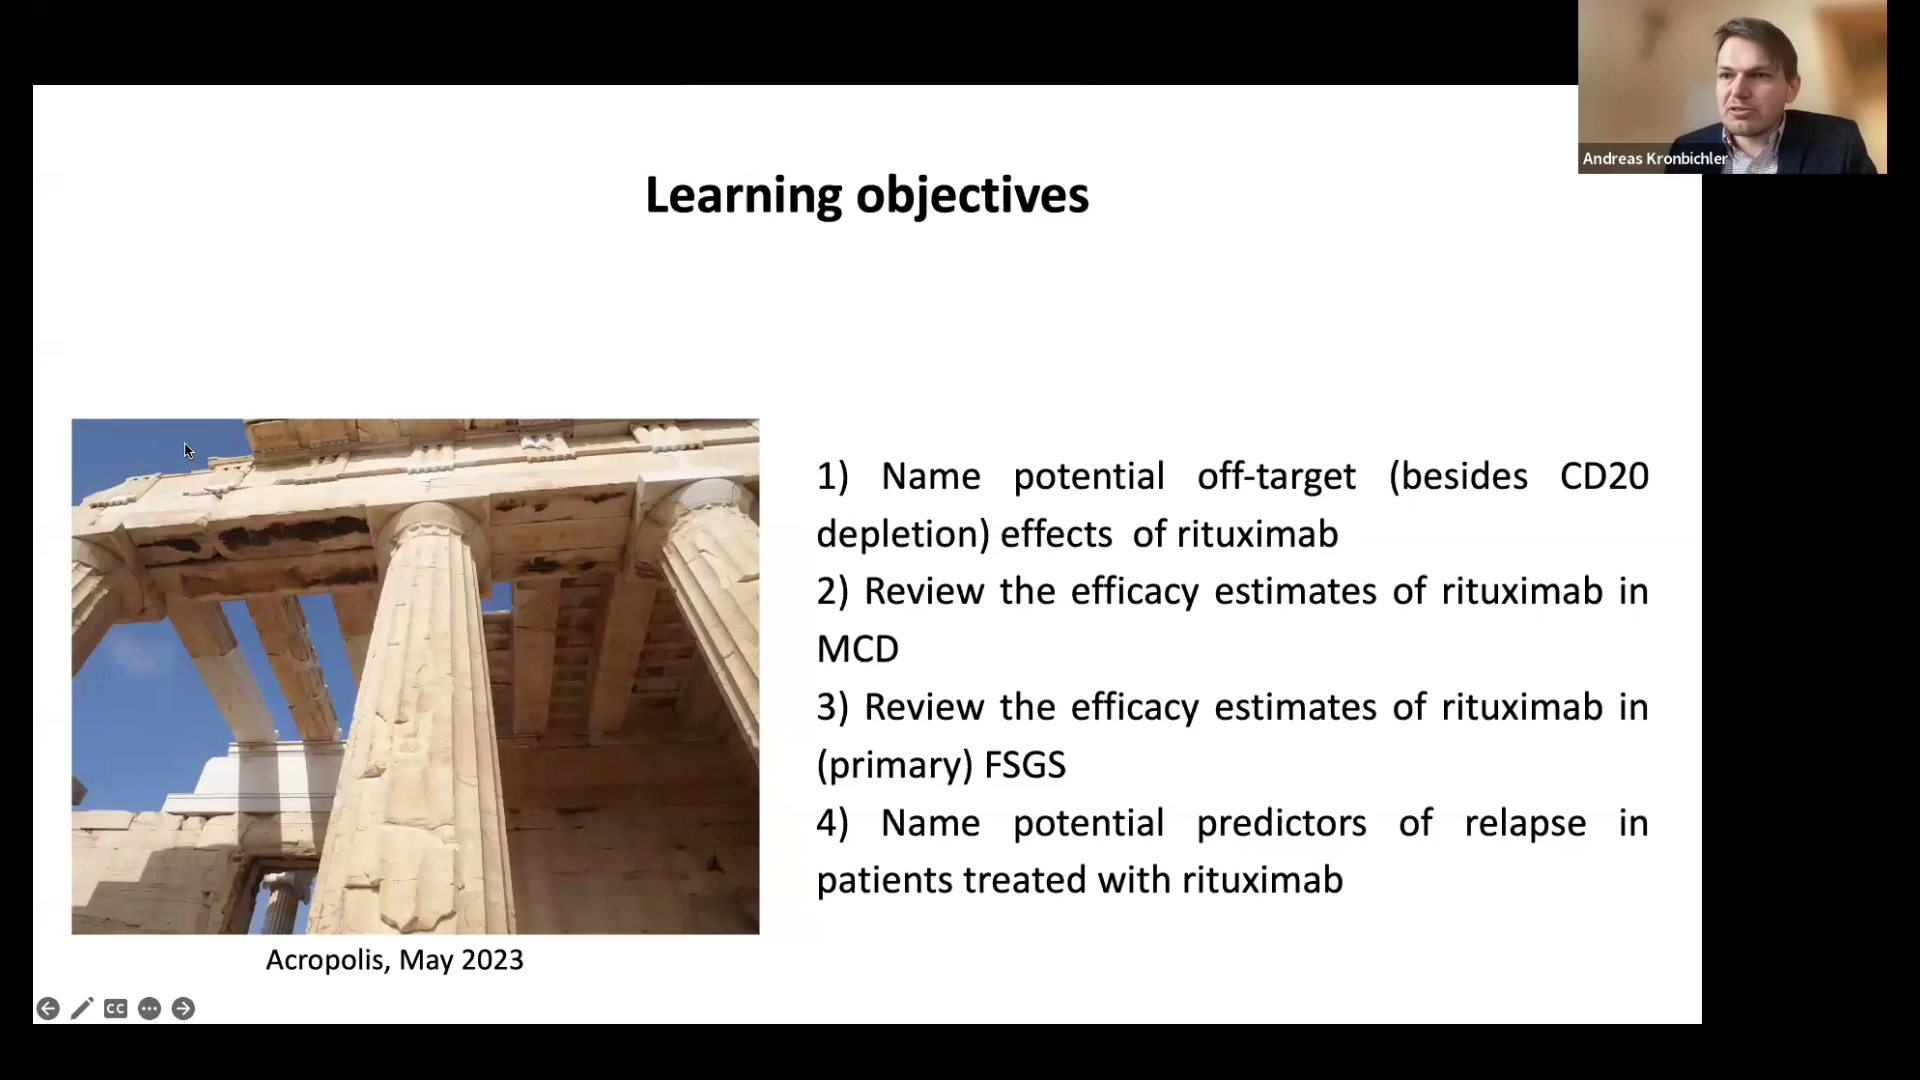 Andreas Kronbichler
Learning objectives
1) Name potential off-target (besides CD20
depletion) effects of rituximab
2) Review the efficacy estimates of rituximab in
MCD
3) Review the efficacy estimates of rituximab in
(primary) FSGS
4) Name potential predictors of relapse in
patients treated with rituximab
Acropolis, May 2023
CC